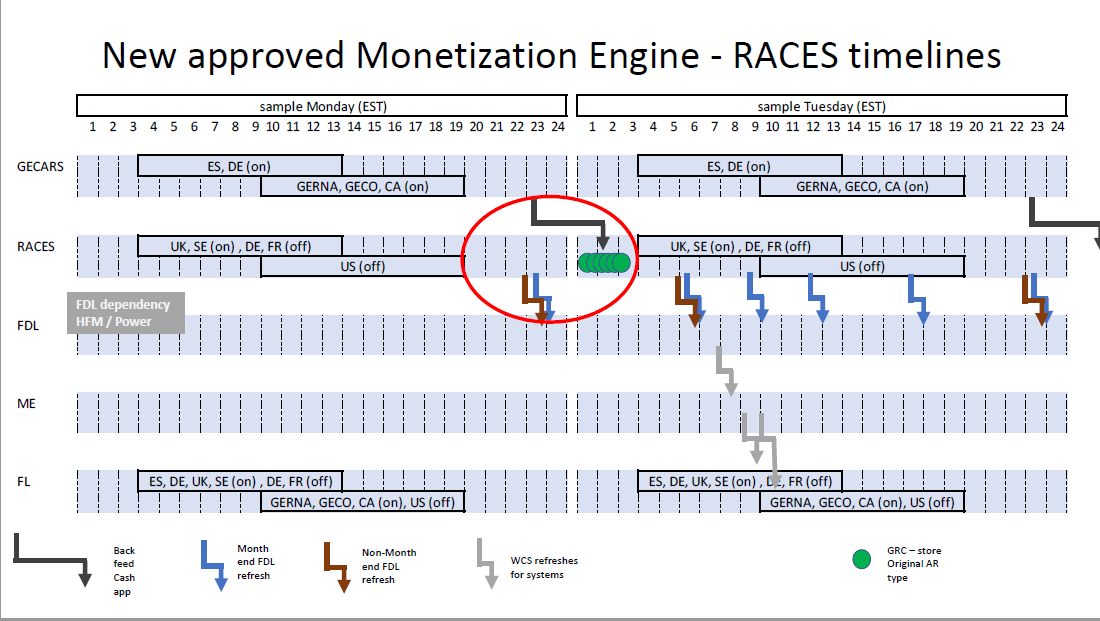 New approved Monetization Engine - RACES timelines
sample Monday (EST)
sample Tuesday (EST)
1 2 3 4 5 6 7 8 9 10 11 12 13 14 15 16 17 18 19 20 21 22 23 24
1 2 3 4 5 6 7 8 9 10 11 12 13 14 15 16 17 18 19 20 21 22 23 24
GECARS
ES, DE (on)
ES, DE (on)
GERNA, GECO, CA (on)
GERNA, GECO, CA (on)
RACES
UK, SE (on) , DE, FR (off)
UK, SE (on) , DE, FR (off)
US (off)
US (off)
FDL dependency
HFM / Power
FDL
ME
FL
ES, DE, UK, SE (on) , DE, FR (off)
ES, DE, UK, SE (on) , DE, FR (off)
GERNA, GECO, CA (on), US (off)
GERNA, GECO, CA (on), US (off)
Back
feed
Cash
app
Month
end FDL
refresh
Non-Month
end FDL
refresh
WCS refreshes
for systems
GRC – store
Original AR
type